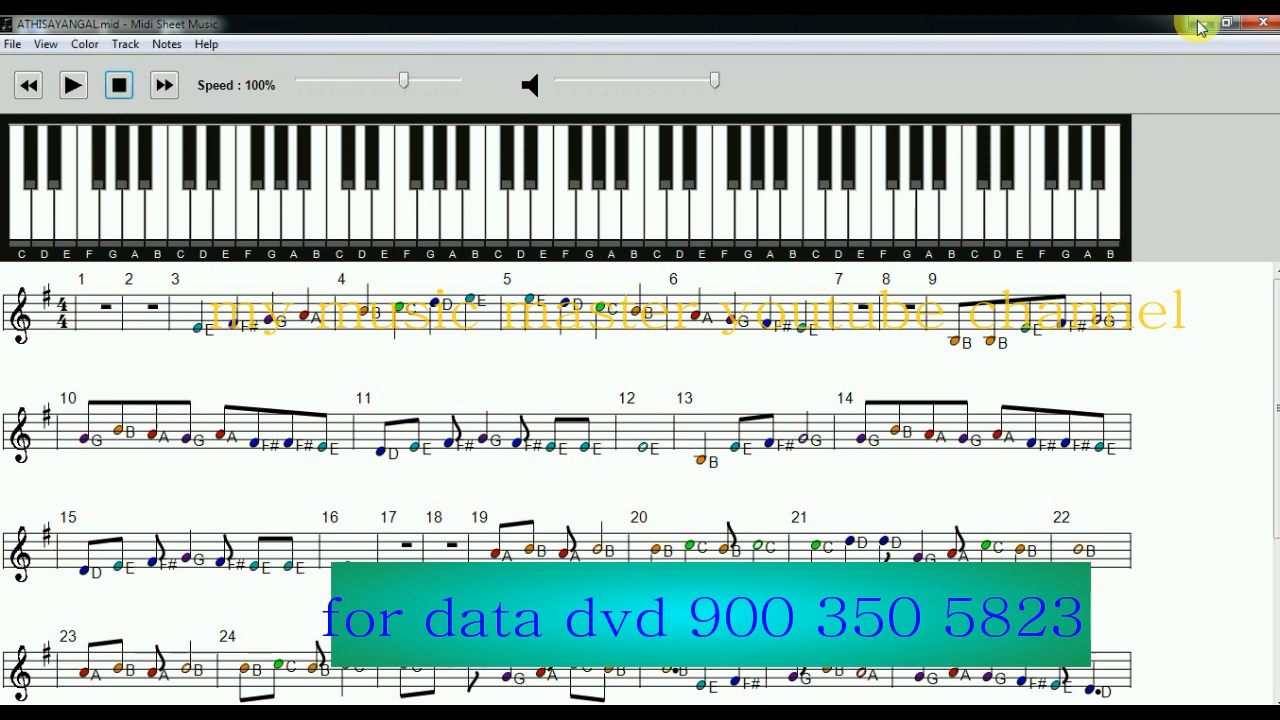 ATHISAYANGAL.mid - Midi Sheet Music
File View Color Track Notes Help
Speed : 100%
C D E F G A B C D E F G A B C D E F G A B C D E F G A B C D E F G A B C D E F G A B C D E F G A B
1 2 3 4 5 6 7 8 9
4
4
E F# G A B C D E E D C B A G F# E B B E F# G
my music master youtube channel
10 11 12 13 14
G B A G A F# F# E D E F# G F# E E E B E F# G G B A G A F# F# E
15 16 17 18 19 20 21 22
D E F# G F# E E A B A B B C B C C D D G A C B B
for data dvd 900 350 5823
23 24
A B A B B C B G A B E F# G B A G A G F# E D